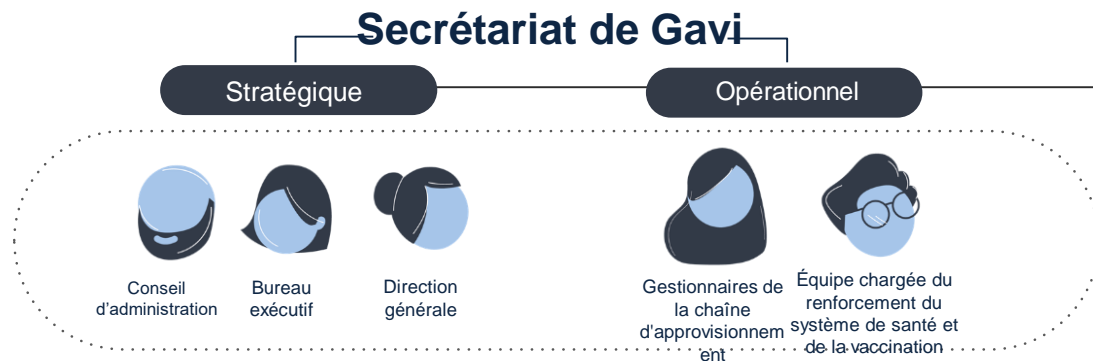 Secrétariat de Gavi
Stratégique
Opérationnel
Conseil
d'administration
Bureau
exécutif
Direction
générale
Gestionnaires de
la chaîne
d'approvisionnem
ent
Équipe chargée du
renforcement du
système de santé et
de la vaccination